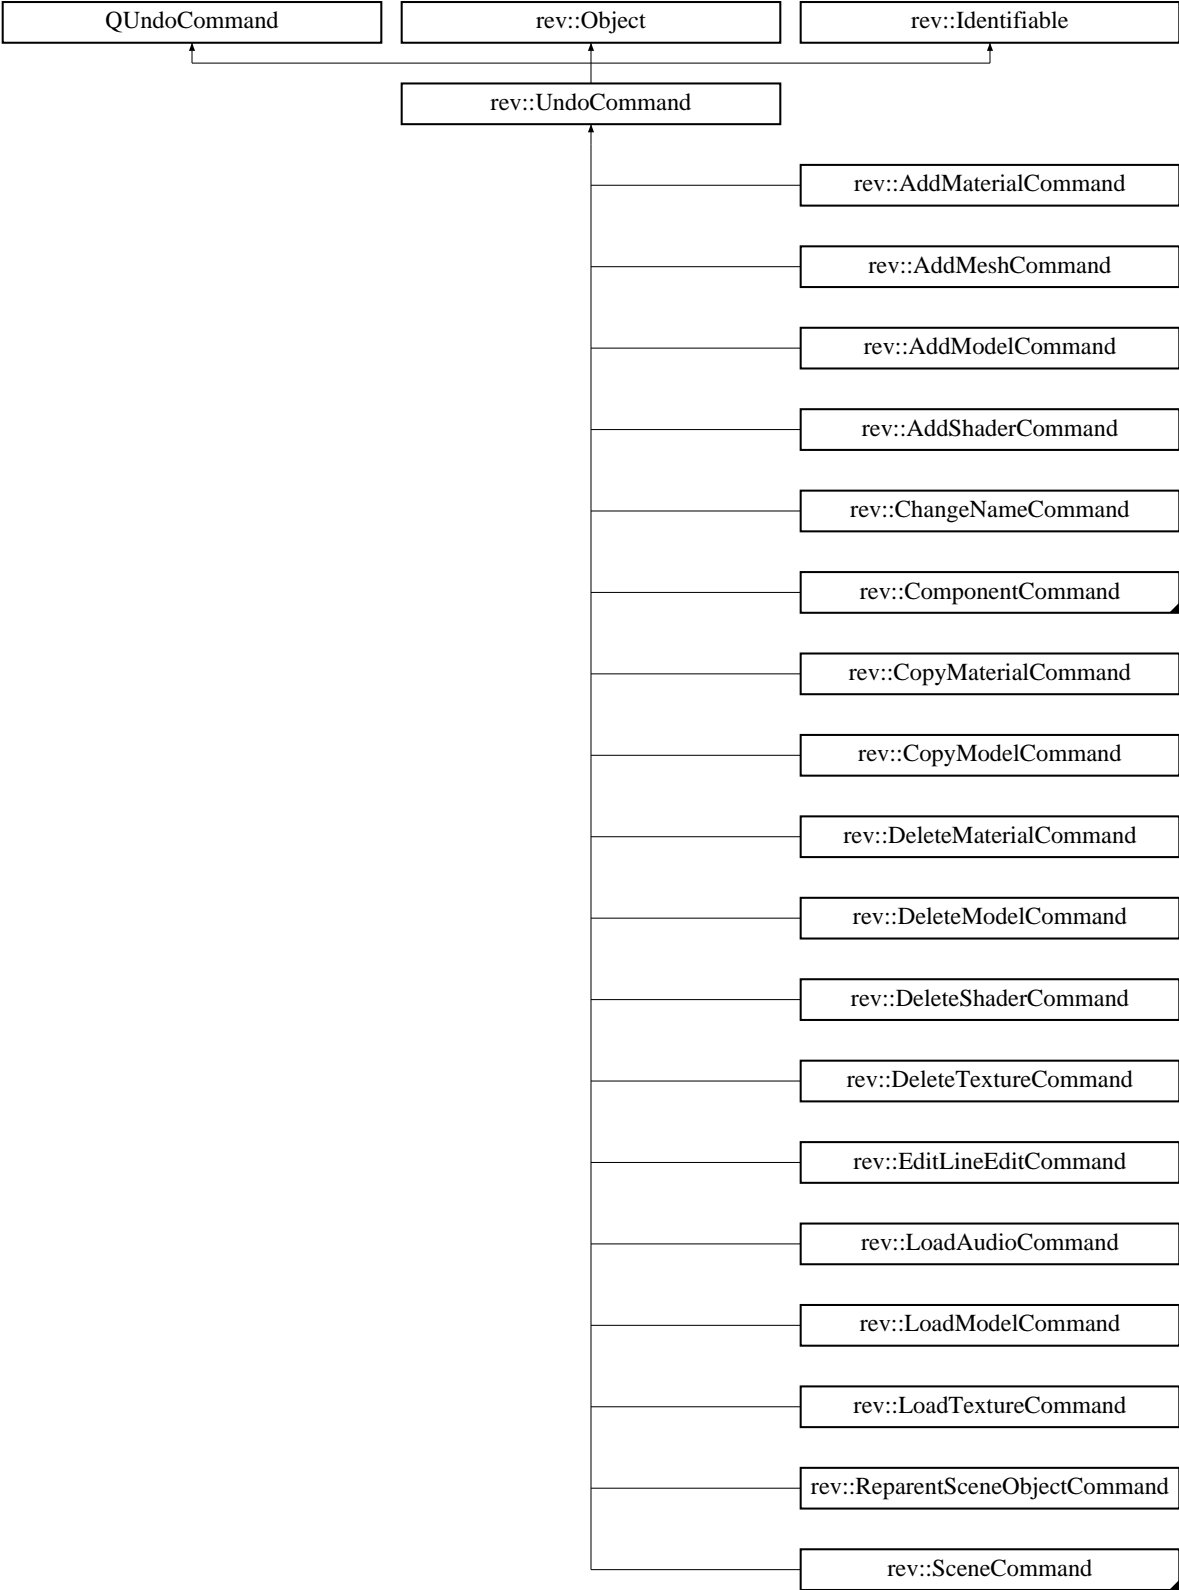 QUndoCommand
rev::Object
rev::Identifiable
rev::UndoCommand
rev::AddMaterialCommand
rev::AddMeshCommand
rev::AddModelCommand
rev::AddShaderCommand
rev::ChangeNameCommand
rev::ComponentCommand
rev::CopyMaterialCommand
rev::CopyModelCommand
rev::DeleteMaterialCommand
rev::DeleteModelCommand
rev::DeleteShaderCommand
rev::DeleteTextureCommand
rev::EditLineEditCommand
rev::LoadAudioCommand
rev::LoadModelCommand
rev::LoadTextureCommand
rev::ReparentSceneObjectCommand
rev::SceneCommand